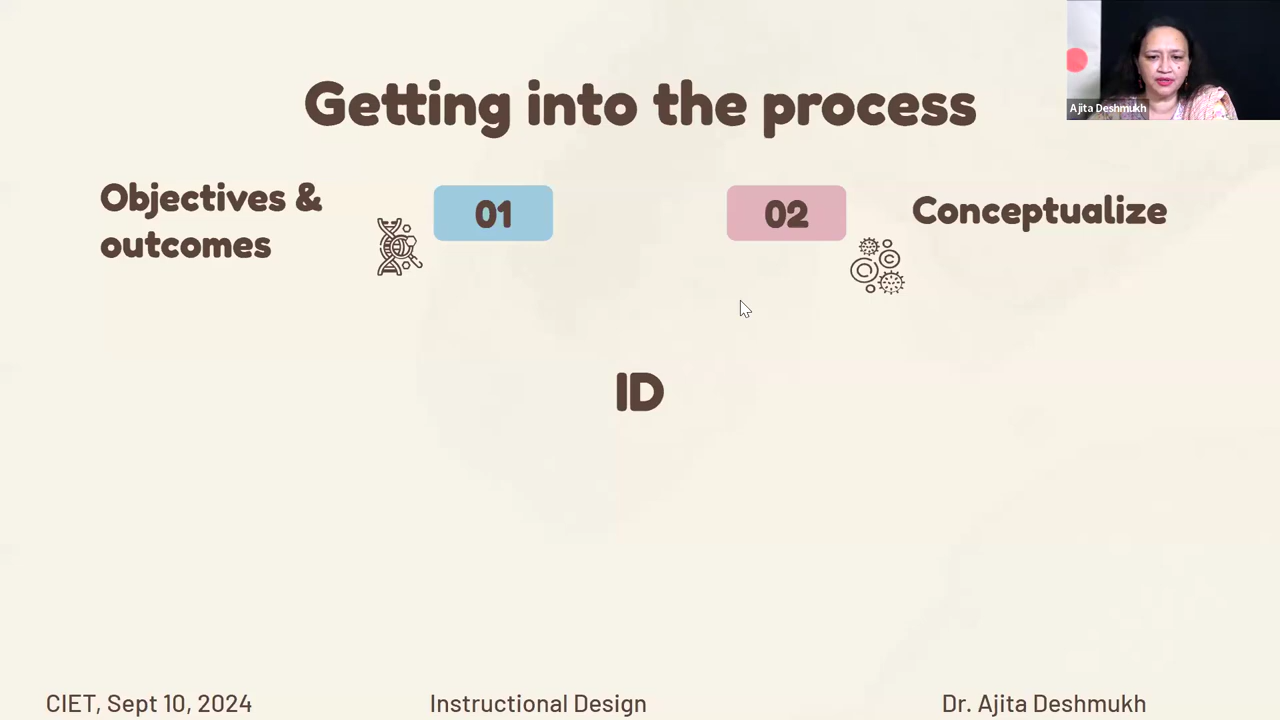 Getting into the process
Ajita Deshmukh
Objectives &
outcomes
01
02
Conceptualize
ID
CIET, Sept 10, 2024
Instructional Design
Dr. Ajita Deshmukh